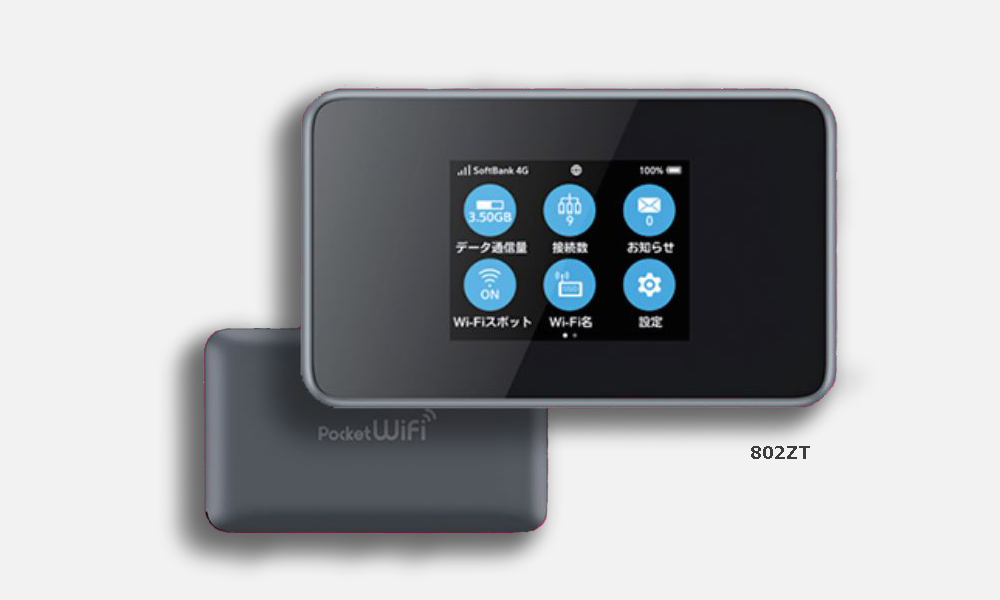 SoftBank 4G
100%
3.50GB
9
0
データ通信量
接続数
お知らせ
ON
Wi-Fiスポット
Wi-Fi名
設定
Pocket WiFi
802ZT